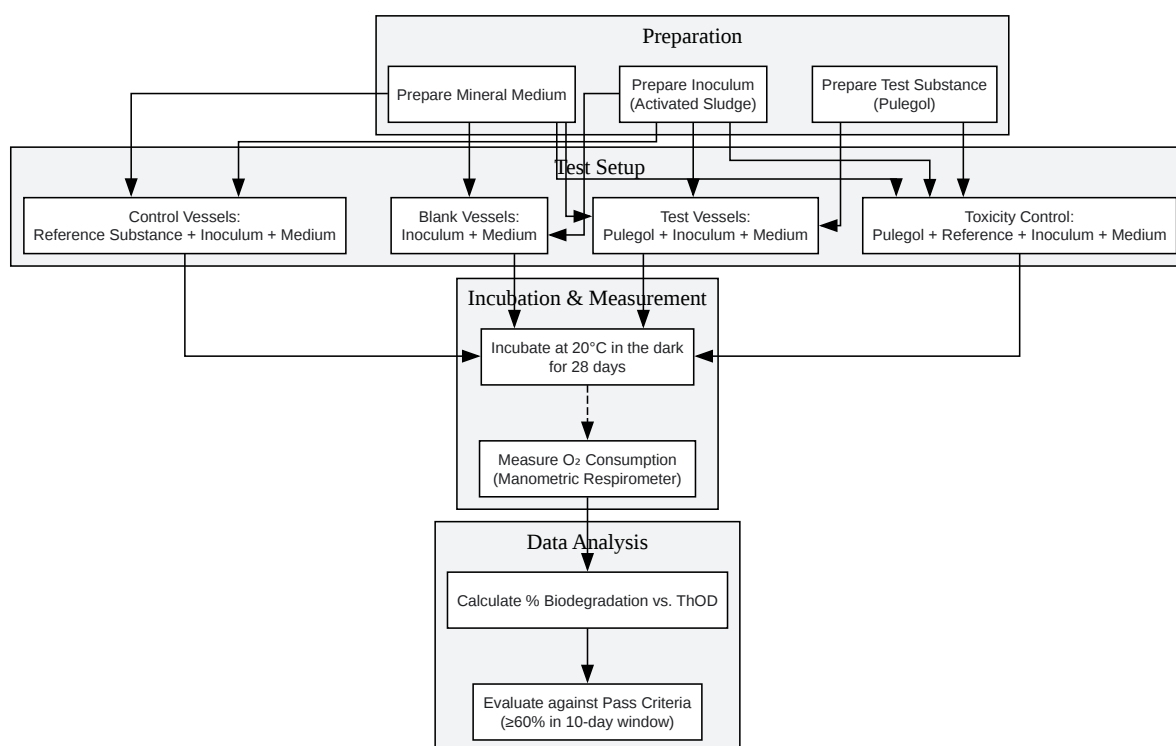 Preparation
Prepare Mineral Medium
Prepare Inoculum
(Activated Sludge)
Prepare Test Substance
(Pulegol)
Test Setup
Control Vessels:
Reference Substance + Inoculum + Medium
Blank Vessels:
Inoculum + Medium
Test Vessels:
Pulegol + Inoculum + Medium
Toxicity Control:
Pulegol + Reference + Inoculum + Medium
Incubation & Measurement
Incubate at 20°C in the dark
for 28 days
Measure O₂ Consumption
(Manometric Respirometer)
Data Analysis
Calculate % Biodegradation vs. ThOD
Evaluate against Pass Criteria
(≥60% in 10-day window)